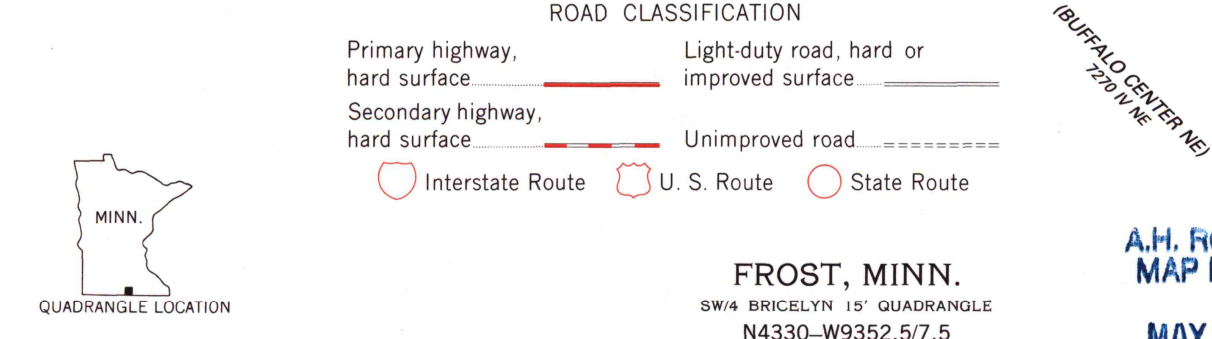 ROAD CLASSIFICATION
Primary highway,
hard surface
Light-duty road, hard or
improved surface
Secondary highway,
hard surface
Unimproved road
Interstate Route
U. S. Route
State Route
(BUFFALO CENTER NE)
7270 IV NE
MINN.
QUADRANGLE LOCATION
FROST, MINN.
SW/4 BRICELYN 15' QUADRANGLE
N4330–W9352.5/7.5
A.H.
MAP
MAY